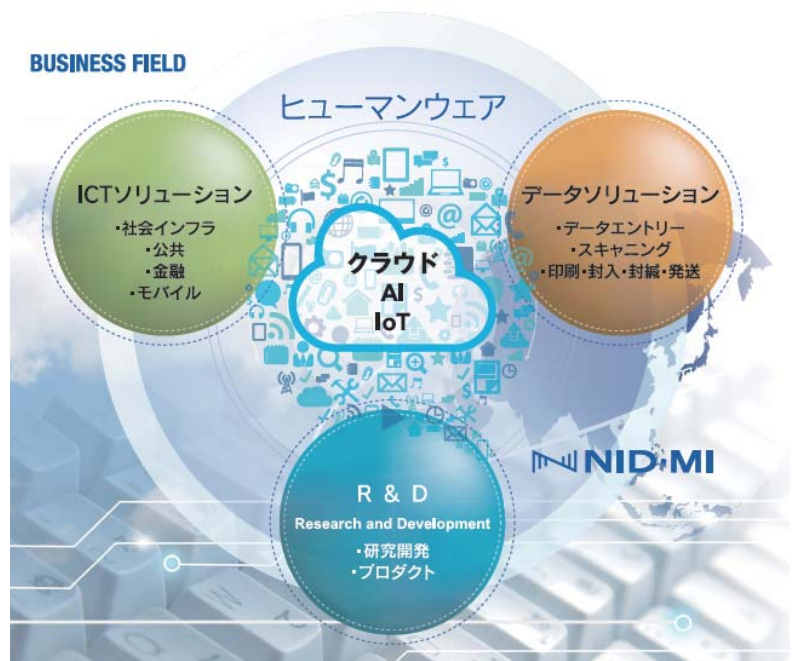 BUSINESS FIELD
ヒューマンウェア
ICTソリューション
・社会インフラ
・公共
・金融
・モバイル
クラウド
AI
IoT
データソリューション
・データエントリー
・スキャニング
・印刷・封入・封緘・発送
NID・MI
R & D
Research and Development
・研究開発
・プロダクト